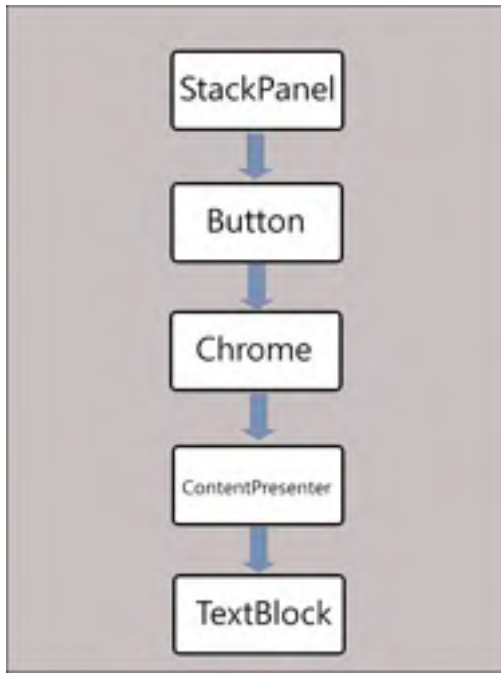 StackPanel
Button
Chrome
ContentPresenter
TextBlock